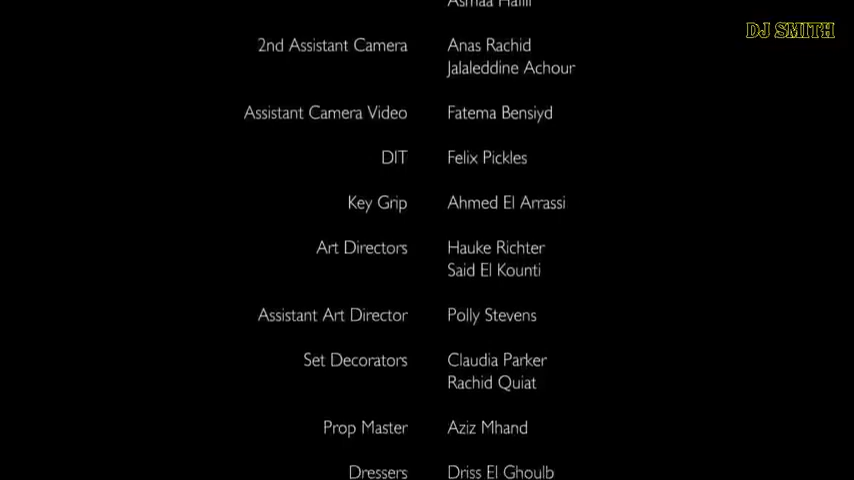 DJ SMITH
2nd Assistant Camera Anas Rachid
Jalaleddine Achour
Assistant Camera Video Fatema Bensiyd
DIT Felix Pickles
Key Grip Ahmed El Arrassi
Art Directors Hauke Richter
Said El Kounti
Assistant Art Director Polly Stevens
Set Decorators Claudia Parker
Rachid Quiat
Prop Master Aziz Mhand
Dressers Driss El Ghoulb